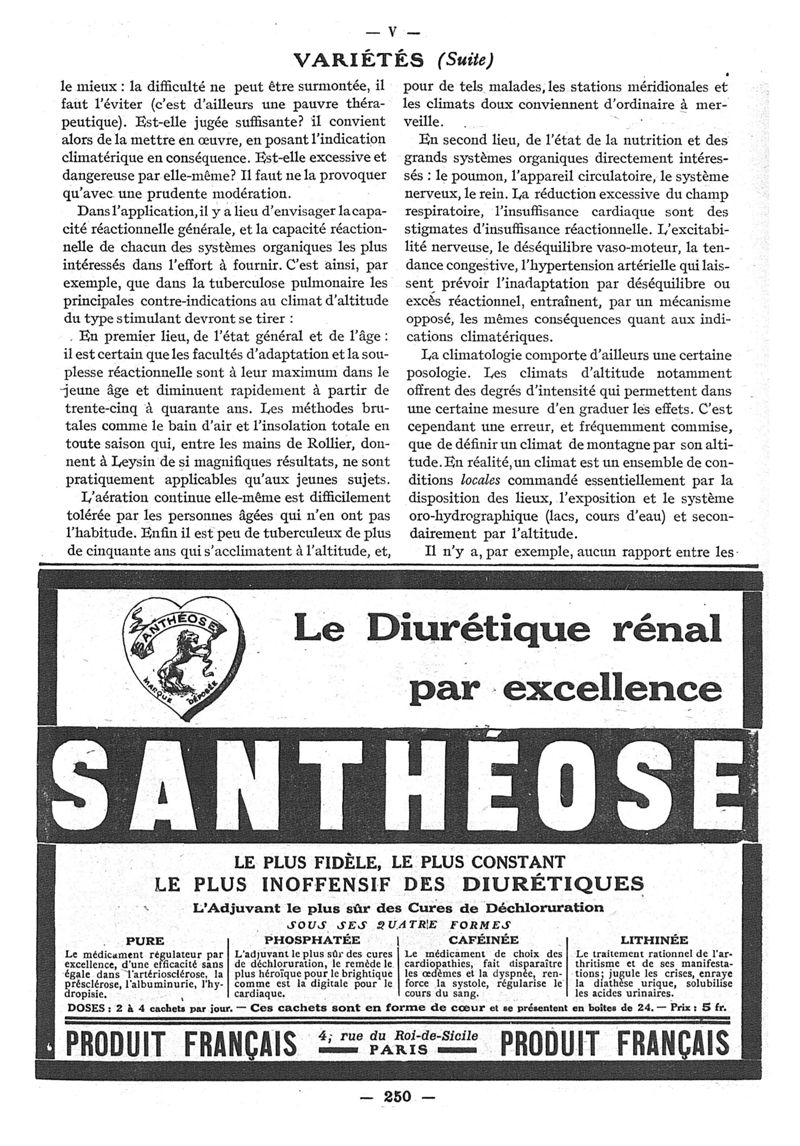 — V —
VARIÉTÉS (Suite)
le mieux : la difficulté ne peut être surmontée, il
faut l'éviter (c'est d'ailleurs une pauvre théra-
peutique). Est-elle jugée suffisante? il convient
alors de la mettre en œuvre, en posant l'indication
climatérique en conséquence. Est-elle excessive et
dangereuse par elle-même? Il faut ne la provoquer
qu'avec une prudente modération.
Dans l'application, il y a lieu d'envisager la capa-
cité réactionnelle générale, et la capacité réaction-
nelle de chacun des systèmes organiques les plus
intéressés dans l'effort à fournir. C'est ainsi, par
exemple, que dans la tuberculose pulmonaire les
principales contre-indications au climat d'altitude
du type stimulant devront se tirer :
En premier lieu, de l'état général et de l'âge :
il est certain que les facultés d'adaptation et la sou-
plesse réactionnelle sont à leur maximum dans le
jeune âge et diminuent rapidement à partir de
trente-cinq à quarante ans. Les méthodes bru-
tales comme le bain d'air et l'insolation totale en
toute saison qui, entre les mains de Rollier, don-
nent à Leysin de si magnifiques résultats, ne sont
pratiquement applicables qu'aux jeunes sujets.
L'aération continue elle-même est difficilement
tolérée par les personnes âgées qui n'en ont pas
l'habitude. Enfin il est peu de tuberculeux de plus
de cinquante ans qui s'acclimatent à l'altitude, et,
pour de tels malades, les stations méridionales et
les climats doux conviennent d'ordinaire à mer-
veille.
En second lieu, de l'état de la nutrition et des
grands systèmes organiques directement intéres-
sés : le poumon, l'appareil circulatoire, le système
nerveux, le rein. La réduction excessive du champ
respiratoire, l'insuffisance cardiaque sont des
stigmates d'insuffisance réactionnelle. L'excitabi-
lité nerveuse, le déséquilibre vaso-moteur, la ten-
dance congestive, l'hypertension artérielle qui lais-
sent prévoir l'inadaptation par déséquilibre ou
excès réactionnel, entraînent, par un mécanisme
opposé, les mêmes conséquences quant aux indi-
cations climatériques.
La climatologie comporte d'ailleurs une certaine
posologie. Les climats d'altitude notamment
offrent des degrés d'intensité qui permettent dans
une certaine mesure d'en graduer les effets. C'est
cependant une erreur, et fréquemment commise,
que de définir un climat de montagne par son alti-
tude. En réalité, un climat est un ensemble de con-
ditions locales commandé essentiellement par la
disposition des lieux, l'exposition et le système
oro-hydrographique (lacs, cours d'eau) et secon-
dairement par l'altitude.
Il n'y a, par exemple, aucun rapport entre les
SANTHÉOSE
MARQUE DÉPOSÉE
Le Diurétique rénal
par excellence
SANTHÉOSE
LE PLUS FIDÈLE, LE PLUS CONSTANT
LE PLUS INOFFENSIF DES DIURÉTIQUES
L'Adjuvant le plus sûr des Cures de Déchloruration
SOUS SES QUATRE FORMES
PURE
Le médicament régulateur par
excellence, d'une efficacité sans
égale dans l'artériosclérose, la
présclérose, l'albuminurie, l'hy-
dropisie.
PHOSPHATÉE
L'adjuvant le plus sûr des cures
de déchloruration, le remède le
plus héroïque pour le brightique
comme est la digitale pour le
cardiaque.
CAFÉINÉE
Le médicament de choix des
cardiopathies, fait disparaître
les œdèmes et la dyspnée, ren-
force la systole, régularise le
cours du sang.
LITHINÉE
Le traitement rationnel de l'ar-
thritisme et de ses manifesta-
tions ; jugule les crises, enraye
la diathèse urique, solubilise
les acides urinaires.
DOSES : 2 à 4 cachets par jour. — Ces cachets sont en forme de cœur et se présentent en boîtes de 24. — Prix : 5 fr.
PRODUIT FRANÇAIS
4, rue du Roi-de-Sicile
PARIS
PRODUIT FRANÇAIS
— 250 —